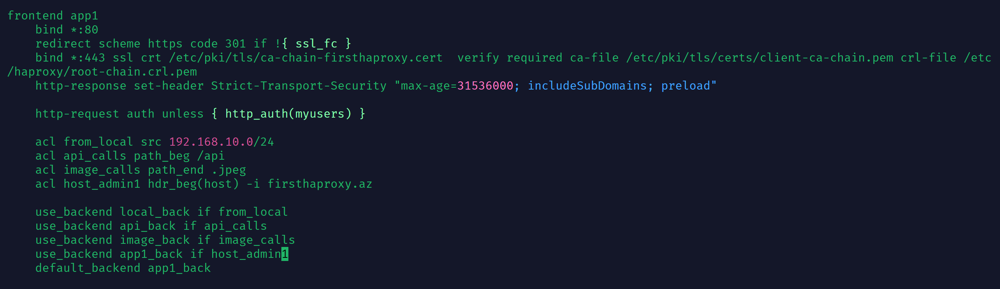 frontend app1
bind *:80
redirect scheme https code 301 if !{ ssl_fc }
bind *:443 ssl crt /etc/pki/tls/ca-chain-firsthaproxy.cert  verify required ca-file /etc/pki/tls/certs/client-ca-chain.pem crl-file /etc
/haproxy/root-chain.crl.pem
http-response set-header Strict-Transport-Security "max-age=31536000; includeSubDomains; preload"
http-request auth unless { http_auth(myusers) }
acl from_local src 192.168.10.0/24
acl api_calls path_beg /api
acl image_calls path_end .jpeg
acl host_admin1 hdr_beg(host) -i firsthaproxy.az
use_backend local_back if from_local
use_backend api_back if api_calls
use_backend image_back if image_calls
use_backend app1_back if host_admin1
default_backend app1_back